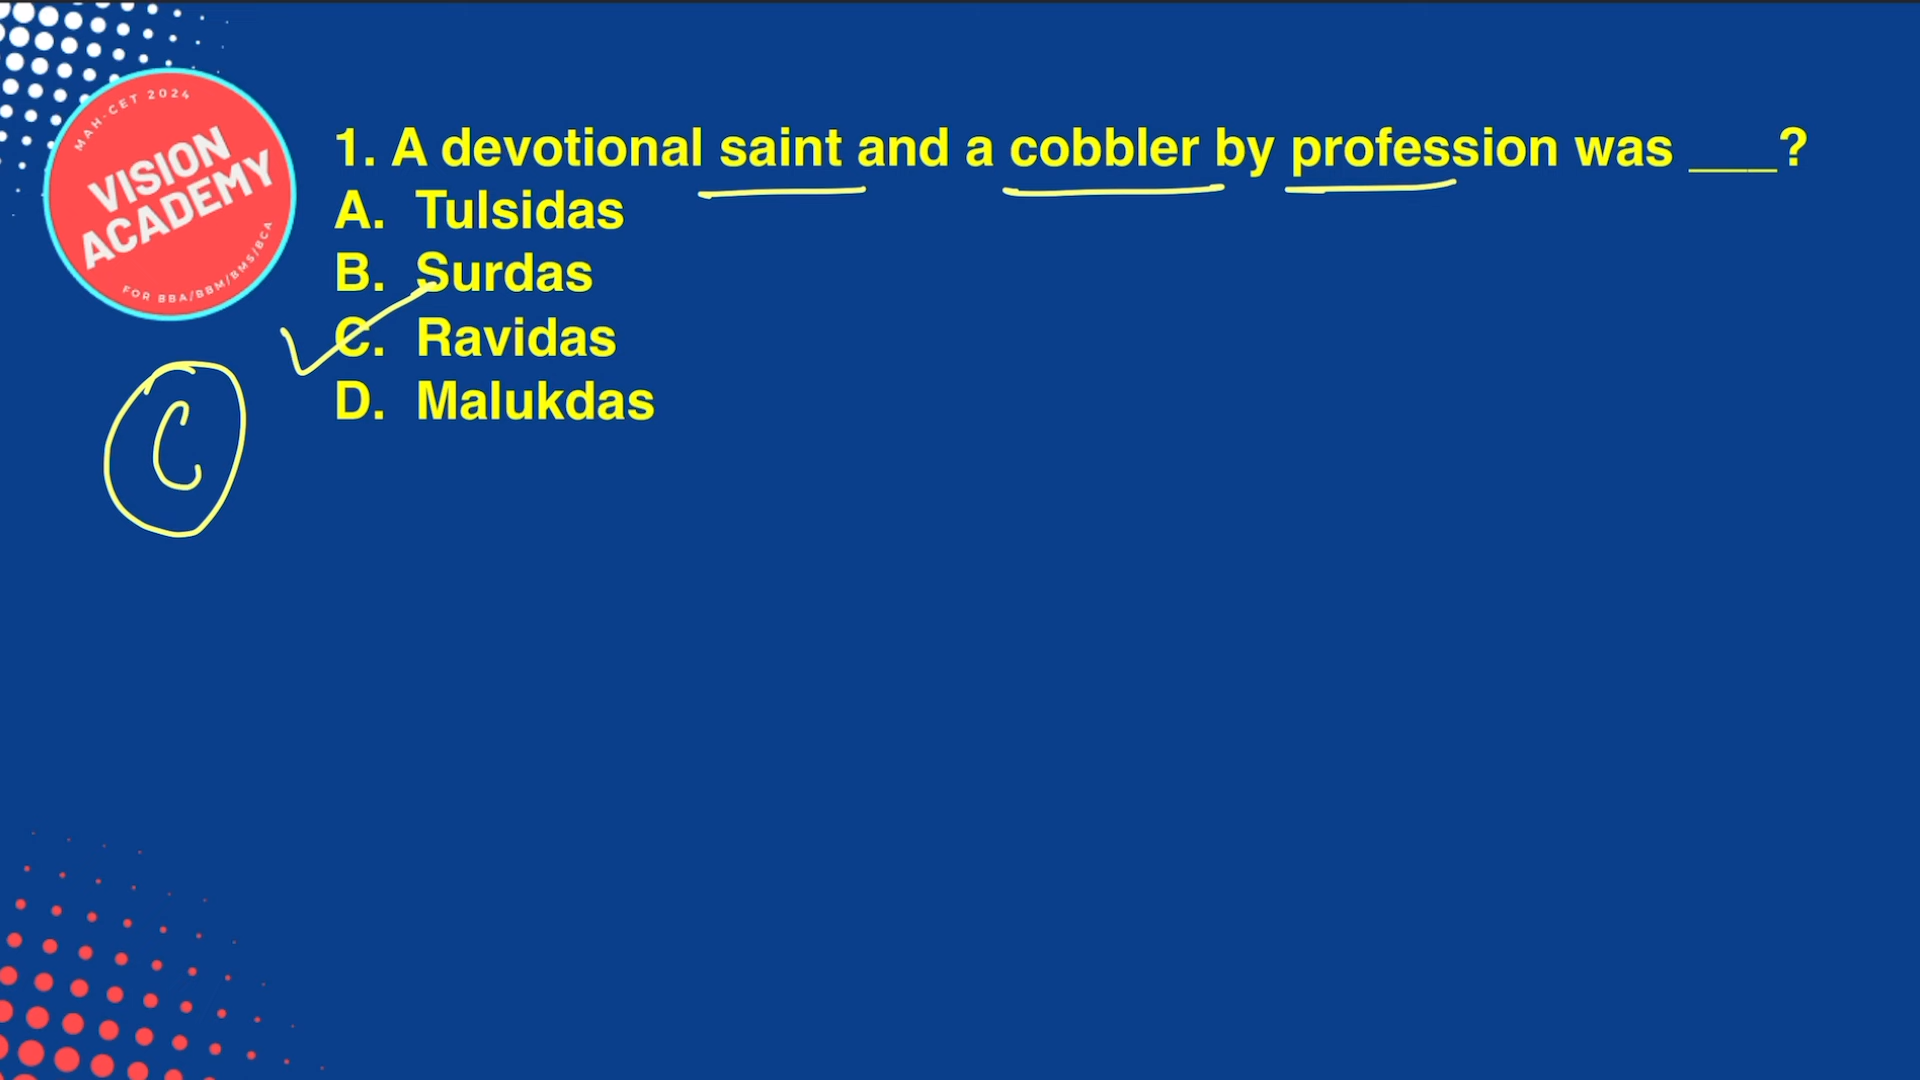 MAH-CET 2024
VISION
ACADEMY
FOR BBA/BBM/BMS/BCA
1. A devotional saint and a cobbler by profession was ___?
A. Tulsidas
B. Surdas
C. Ravidas
D. Malukdas
C